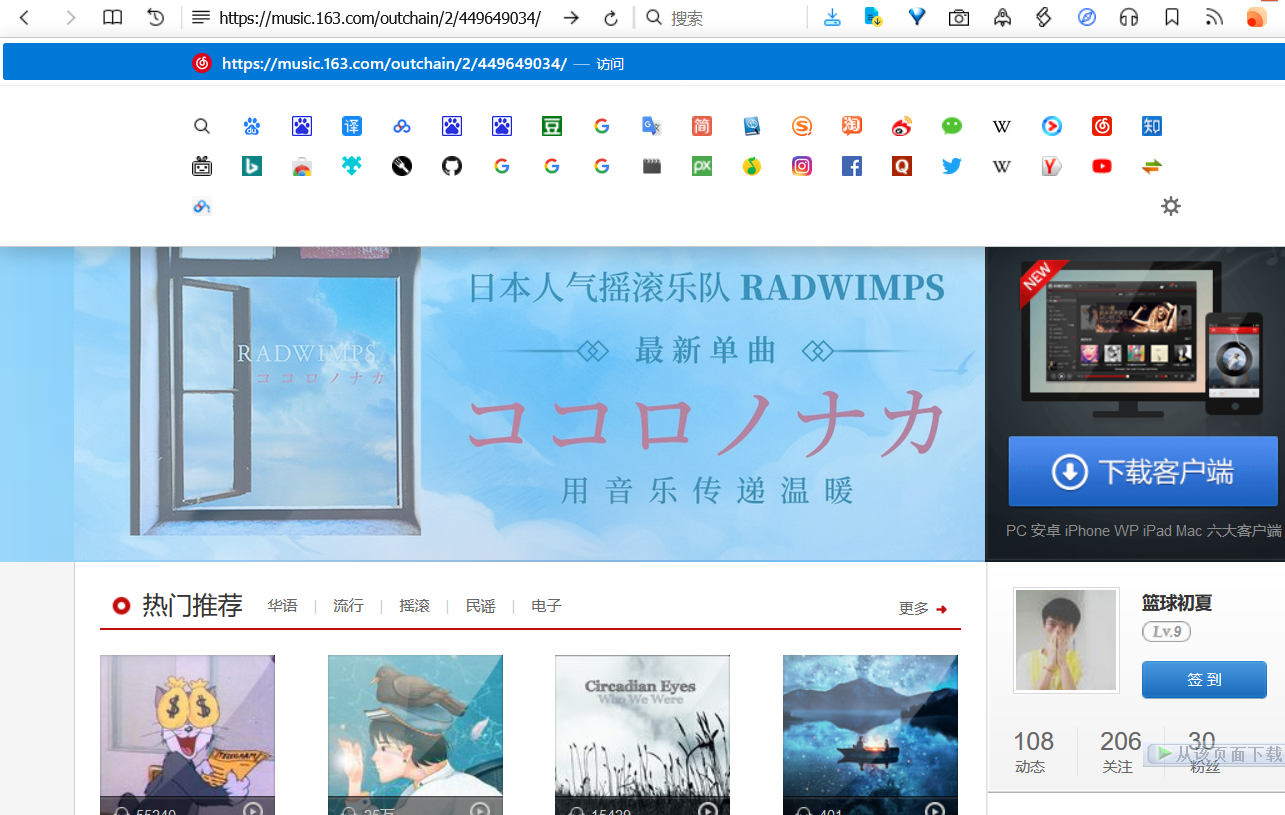 https://music.163.com/outchain/2/449649034/
搜索
https://music.163.com/outchain/2/449649034/ — 访问
译 豆 G 简 淘 W 知
G G G PX Q W Y
日本人气摇滚乐队 RADWIMPS
最新单曲
ココロノナカ
用音乐传递温暖
RADWIMPS
ココロノナカ
NEW
下载客户端
PC 安卓 iPhone WP iPad Mac 六大客户端
热门推荐 华语 | 流行 | 摇滚 | 民谣 | 电子 更多
Circadian Eyes
Who We Were
$ $
篮球初夏
Lv.9
签 到
108 206 30
动态 关注 粉丝
从该页面下载